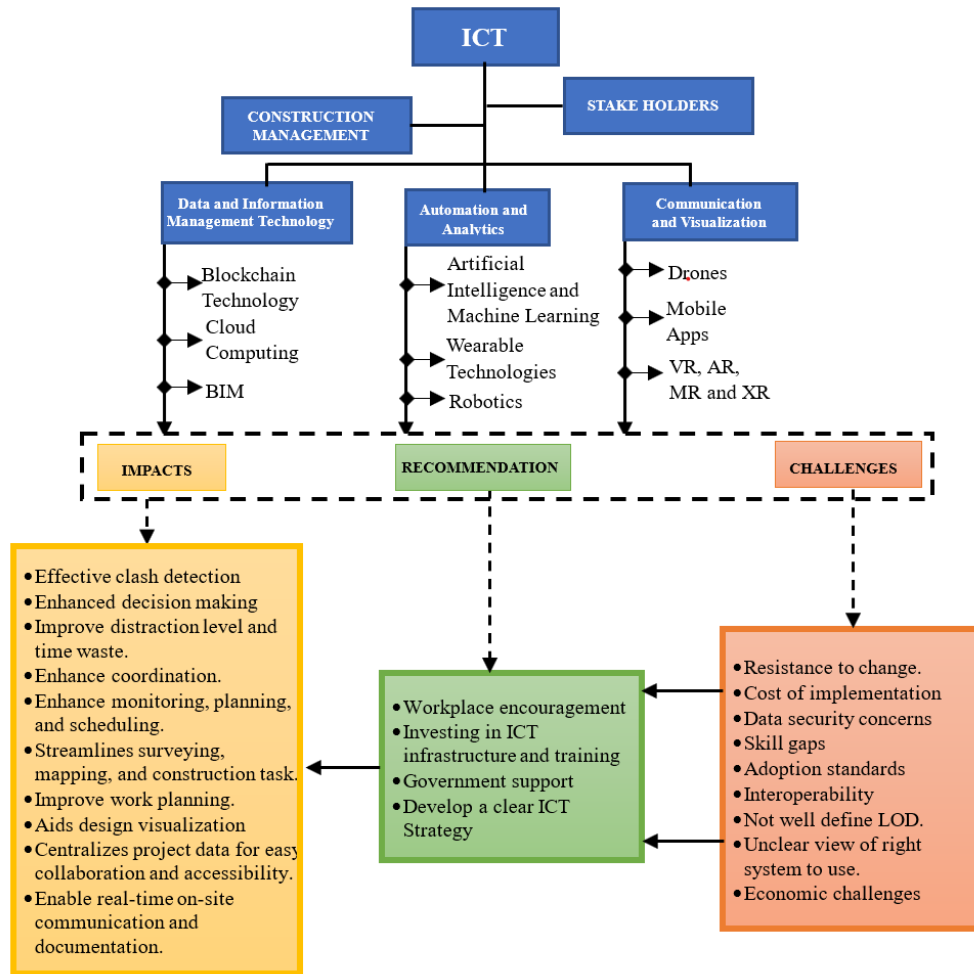 ICT
STAKE HOLDERS
CONSTRUCTION
MANAGEMENT
Data and Information
Management Technology
Automation and
Analytics
Communication
and Visualization
Blockchain
Technology
Cloud
Computing
BIM
Artificial
Intelligence and
Machine Learning
Wearable
Technologies
Robotics
Drones
Mobile
Apps
VR, AR,
MR and XR
IMPACTS
RECOMMENDATION
CHALLENGES
•Effective clash detection
•Enhanced decision making
•Improve distraction level and
time waste.
•Enhance coordination.
•Enhance monitoring, planning,
and scheduling.
•Streamlines surveying,
mapping, and construction task.
•Improve work planning.
•Aids design visualization
•Centralizes project data for easy
collaboration and accessibility.
•Enable real-time on-site
communication and
documentation.
•Workplace encouragement
•Investing in ICT
infrastructure and training
•Government support
•Develop a clear ICT
Strategy
•Resistance to change.
•Cost of implementation
•Data security concerns
•Skill gaps
•Adoption standards
•Interoperability
•Not well define LOD.
•Unclear view of right
system to use.
•Economic challenges